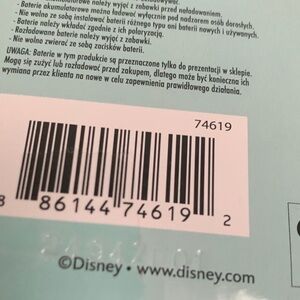 należy wyjąć z zabawki przed naładowaniem.
- Baterie akumulatorowe można ładować wyłącznie pod nadzorem osób dorosłych.
- Nie wolno ze sobą instalować baterii różnego typu ani baterii nowych i używanych.
- Baterie należy wkładać zgodnie z ich polaryzacją.
- Rozładowane baterie należy wyjąć z zabawki.
- Nie wolno zwierać ze sobą zacisków baterii.
UWAGA: Baterie w tym produkcie są przeznaczone tylko do prezentacji w sklepie.
Mogą się zużyć lub rozładować przed zakupem, dlatego może być konieczna ich
wymiana przez klienta na nowe w celu zapewnienia prawidłowego działania.
74619
8 86144 74619 2
©Disney • www.disney.com